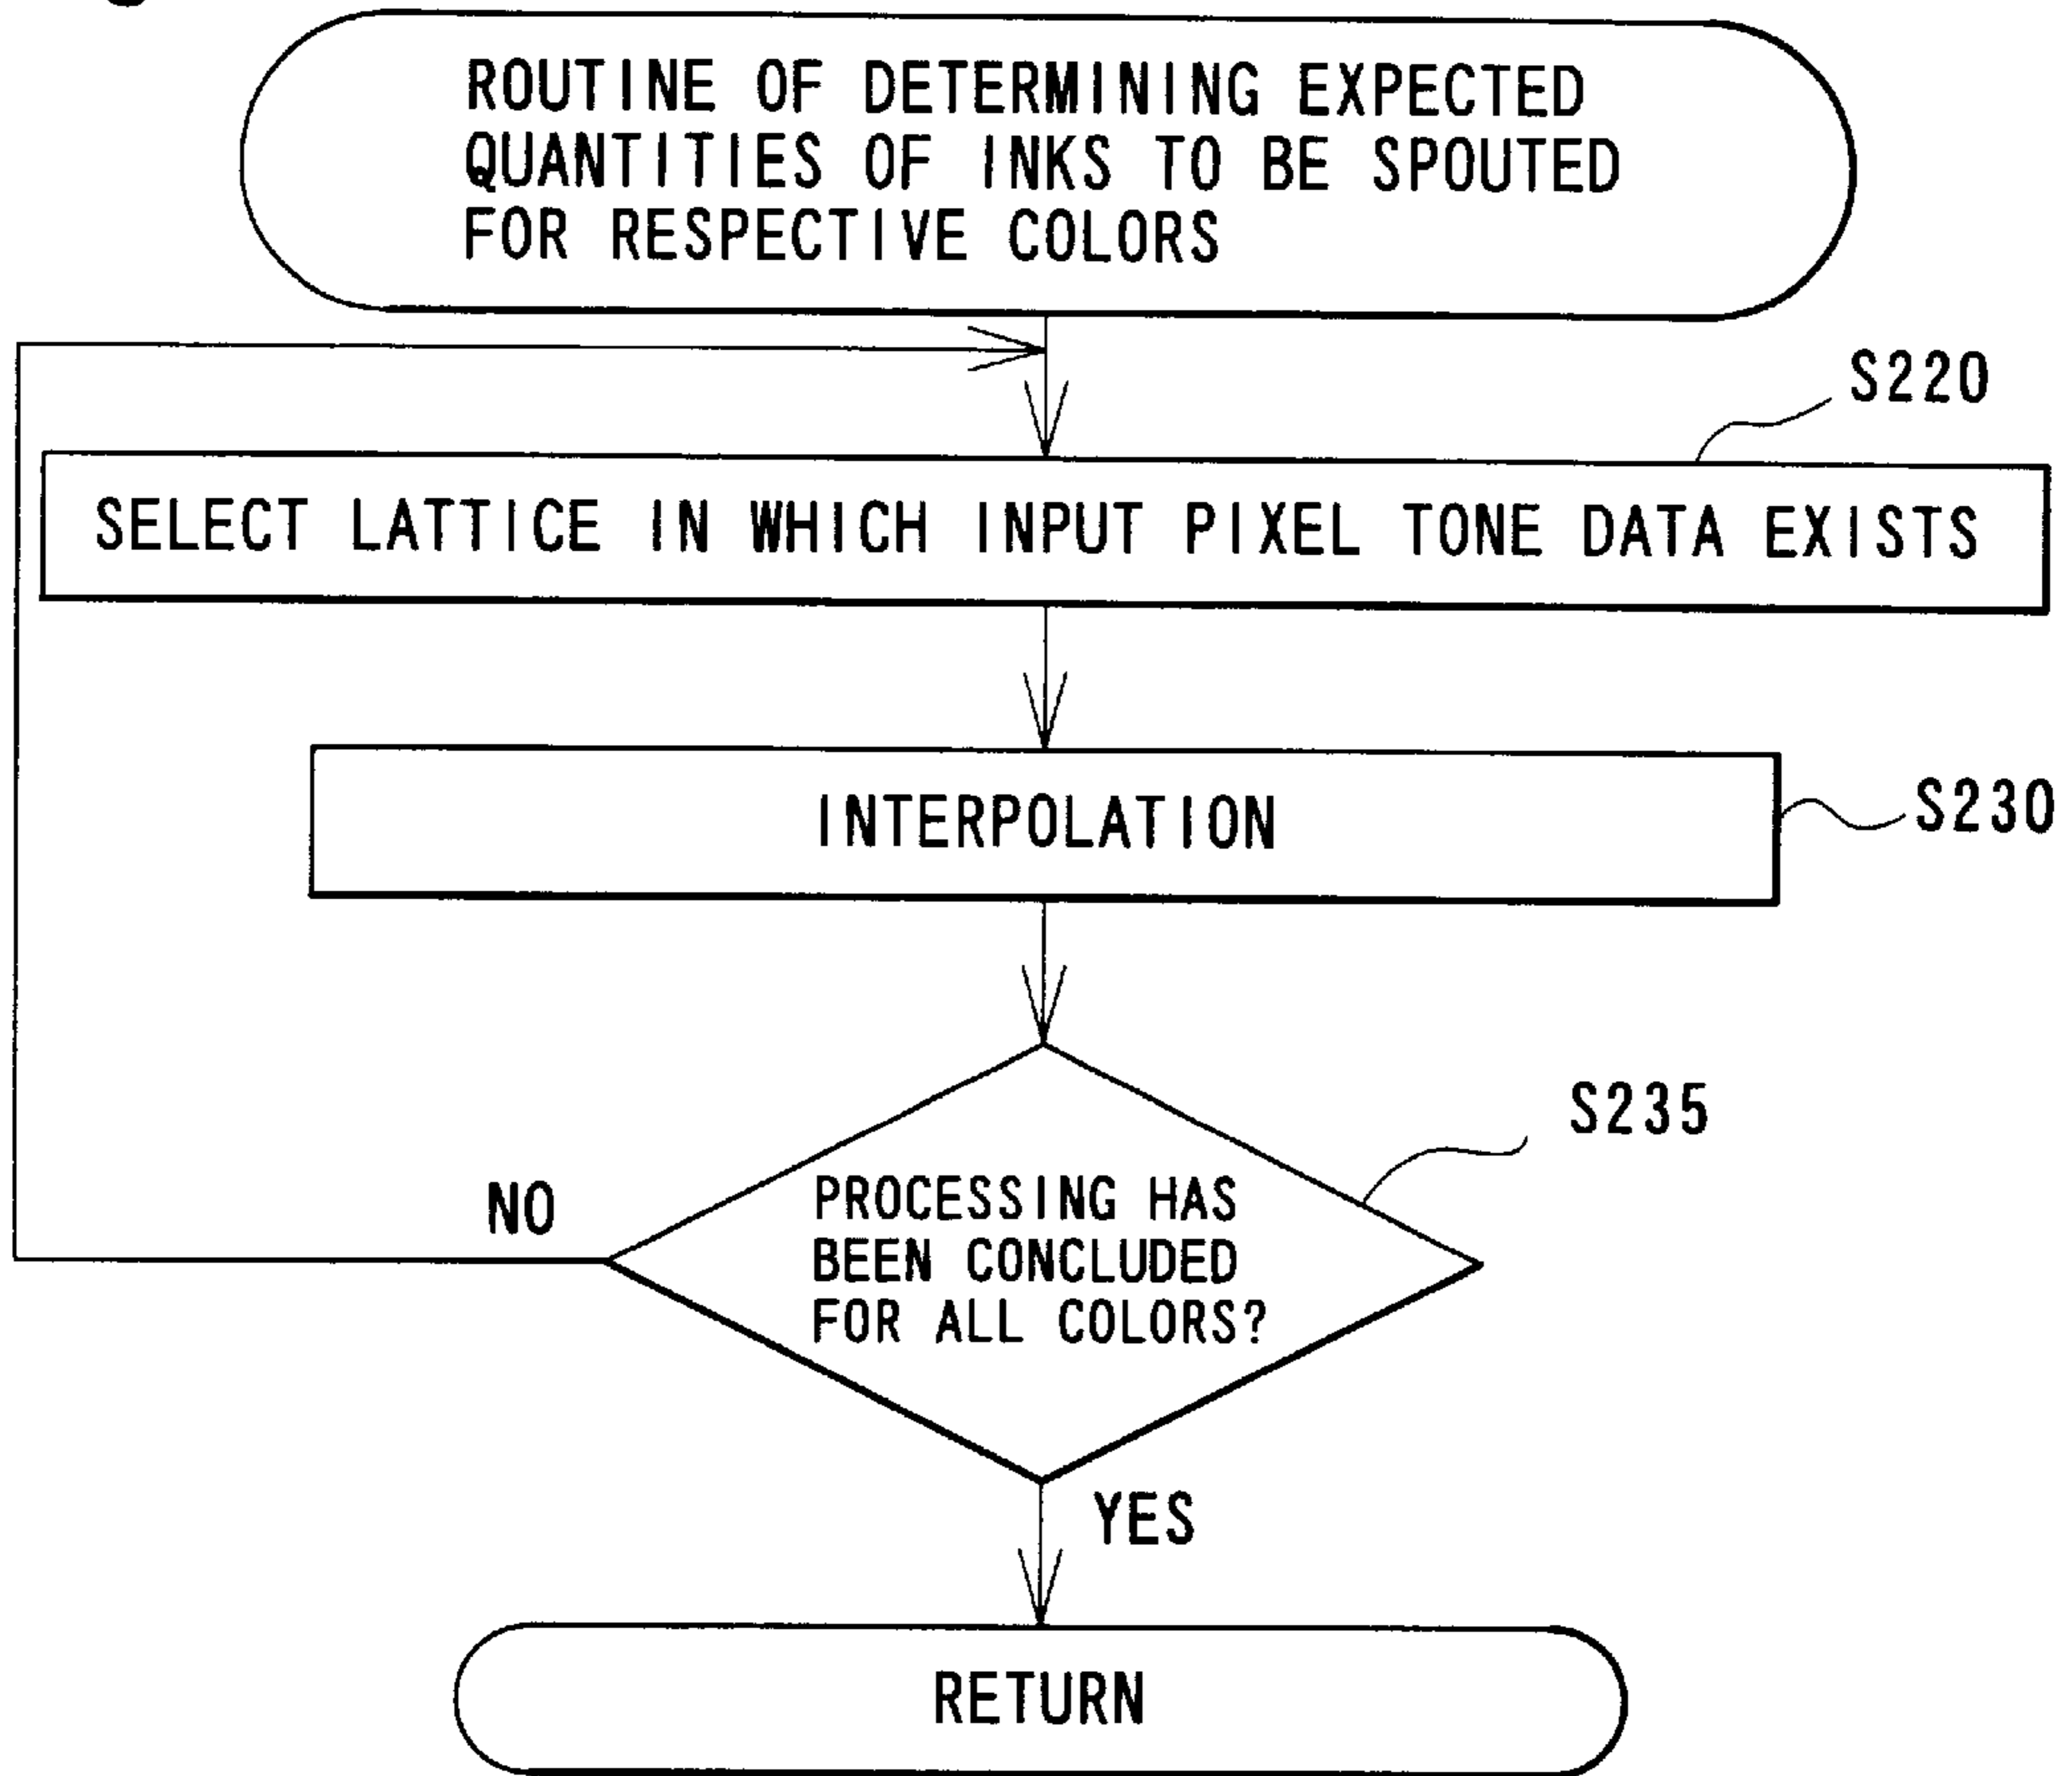 ROUTINE OF DETERMINING EXPECTED
QUANTITIES OF INKS TO BE SPOUTED
FOR RESPECTIVE COLORS
S220
SELECT LATTICE IN WHICH INPUT PIXEL TONE DATA EXISTS
INTERPOLATION
S230
S235
PROCESSING HAS
BEEN CONCLUDED
FOR ALL COLORS?
NO
YES
RETURN